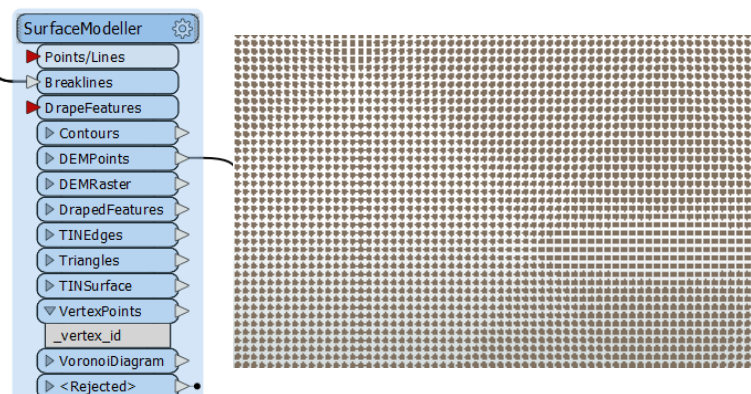 SurfaceModeller
Points/Lines
Breaklines
DrapeFeatures
Contours
DEMPoints
DEMRaster
DrapedFeatures
TINEdges
Triangles
TINSurface
VertexPoints
_vertex_id
VoronoiDiagram
<Rejected>